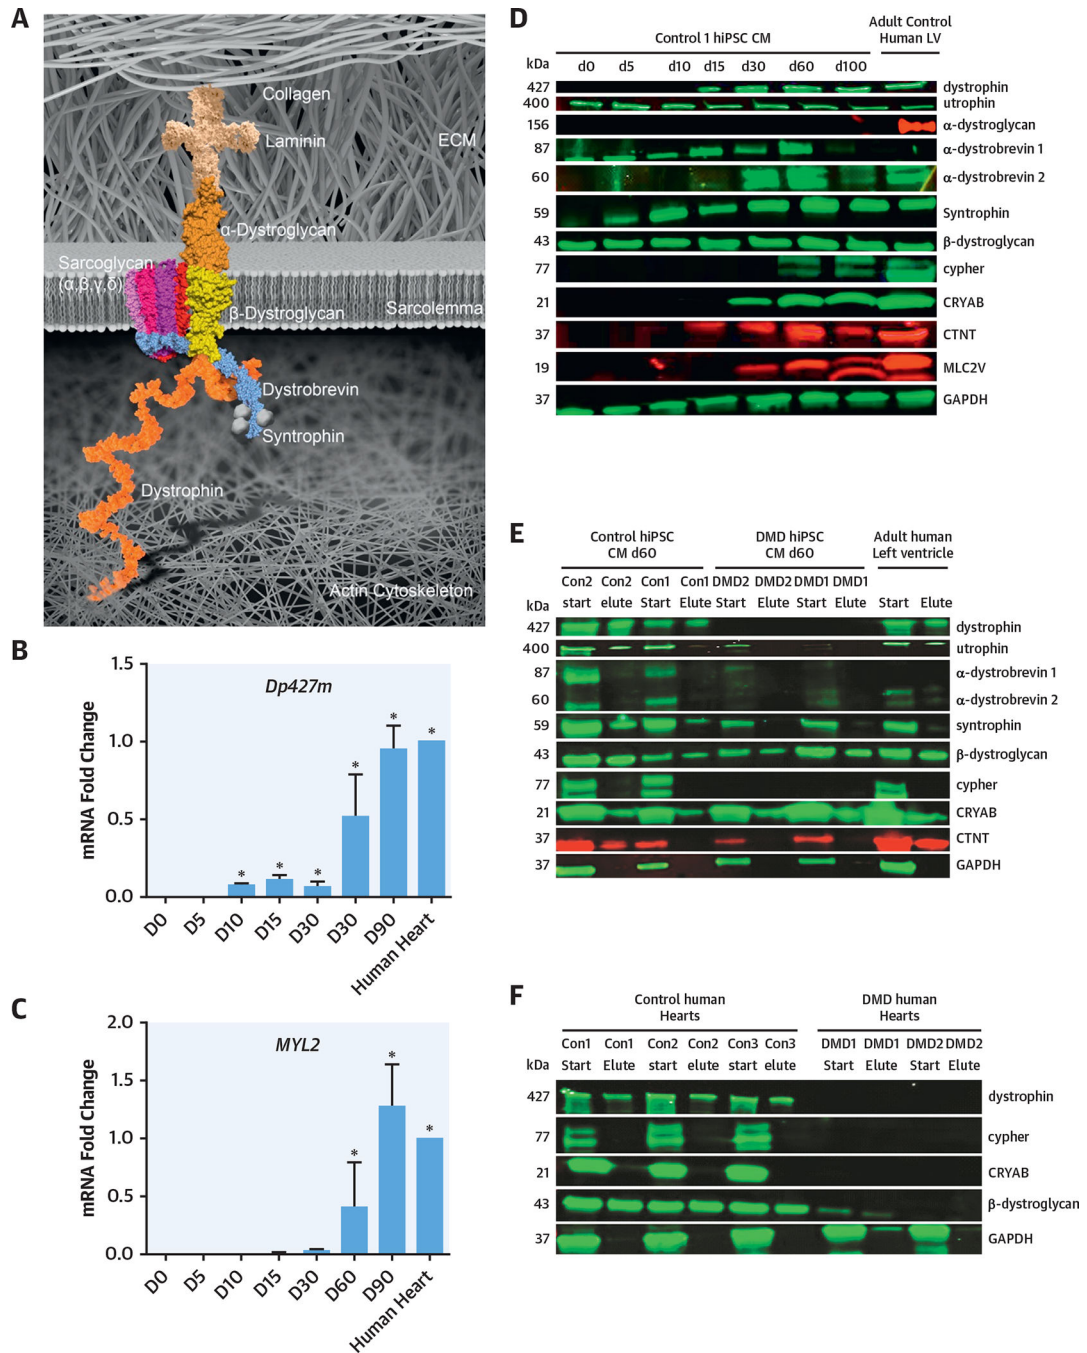 A
Collagen
Laminin
ECM
α-Dystroglycan
Sarcoglycan
(α,β,γ,δ)
β-Dystroglycan
Sarcolemma
Dystrobrevin
Syntrophin
Dystrophin
Actin Cytoskeleton
B
Dp427m
mRNA Fold Change
1.5
1.0
0.5
0.0
* * * * * *
D0 D5 D10 D15 D30 D30 D90 Human Heart
C
MYL2
mRNA Fold Change
2.0
1.5
1.0
0.5
0.0
* * *
D0 D5 D10 D15 D30 D60 D90 Human Heart
D
Control 1 hiPSC CM
Adult Control
Human LV
kDa d0 d5 d10 d15 d30 d60 d100
427 dystrophin
400 utrophin
156 α-dystroglycan
87 α-dystrobrevin 1
60 α-dystrobrevin 2
59 Syntrophin
43 β-dystroglycan
77 cypher
21 CRYAB
37 CTNT
19 MLC2V
37 GAPDH
E
Control hiPSC
CM d60
DMD hiPSC
CM d60
Adult human
Left ventricle
Con2 Con2 Con1 Con1 DMD2 DMD2 DMD1 DMD1
kDa start elute Start Elute Start Elute Start Elute Start Elute
427 dystrophin
400 utrophin
87 α-dystrobrevin 1
60 α-dystrobrevin 2
59 syntrophin
43 β-dystroglycan
77 cypher
21 CRYAB
37 CTNT
37 GAPDH
F
Control human
Hearts
DMD human
Hearts
Con1 Con1 Con2 Con2 Con3 Con3 DMD1 DMD1 DMD2 DMD2
kDa Start Elute start elute start elute Start Elute Start Elute
427 dystrophin
77 cypher
21 CRYAB
43 β-dystroglycan
37 GAPDH